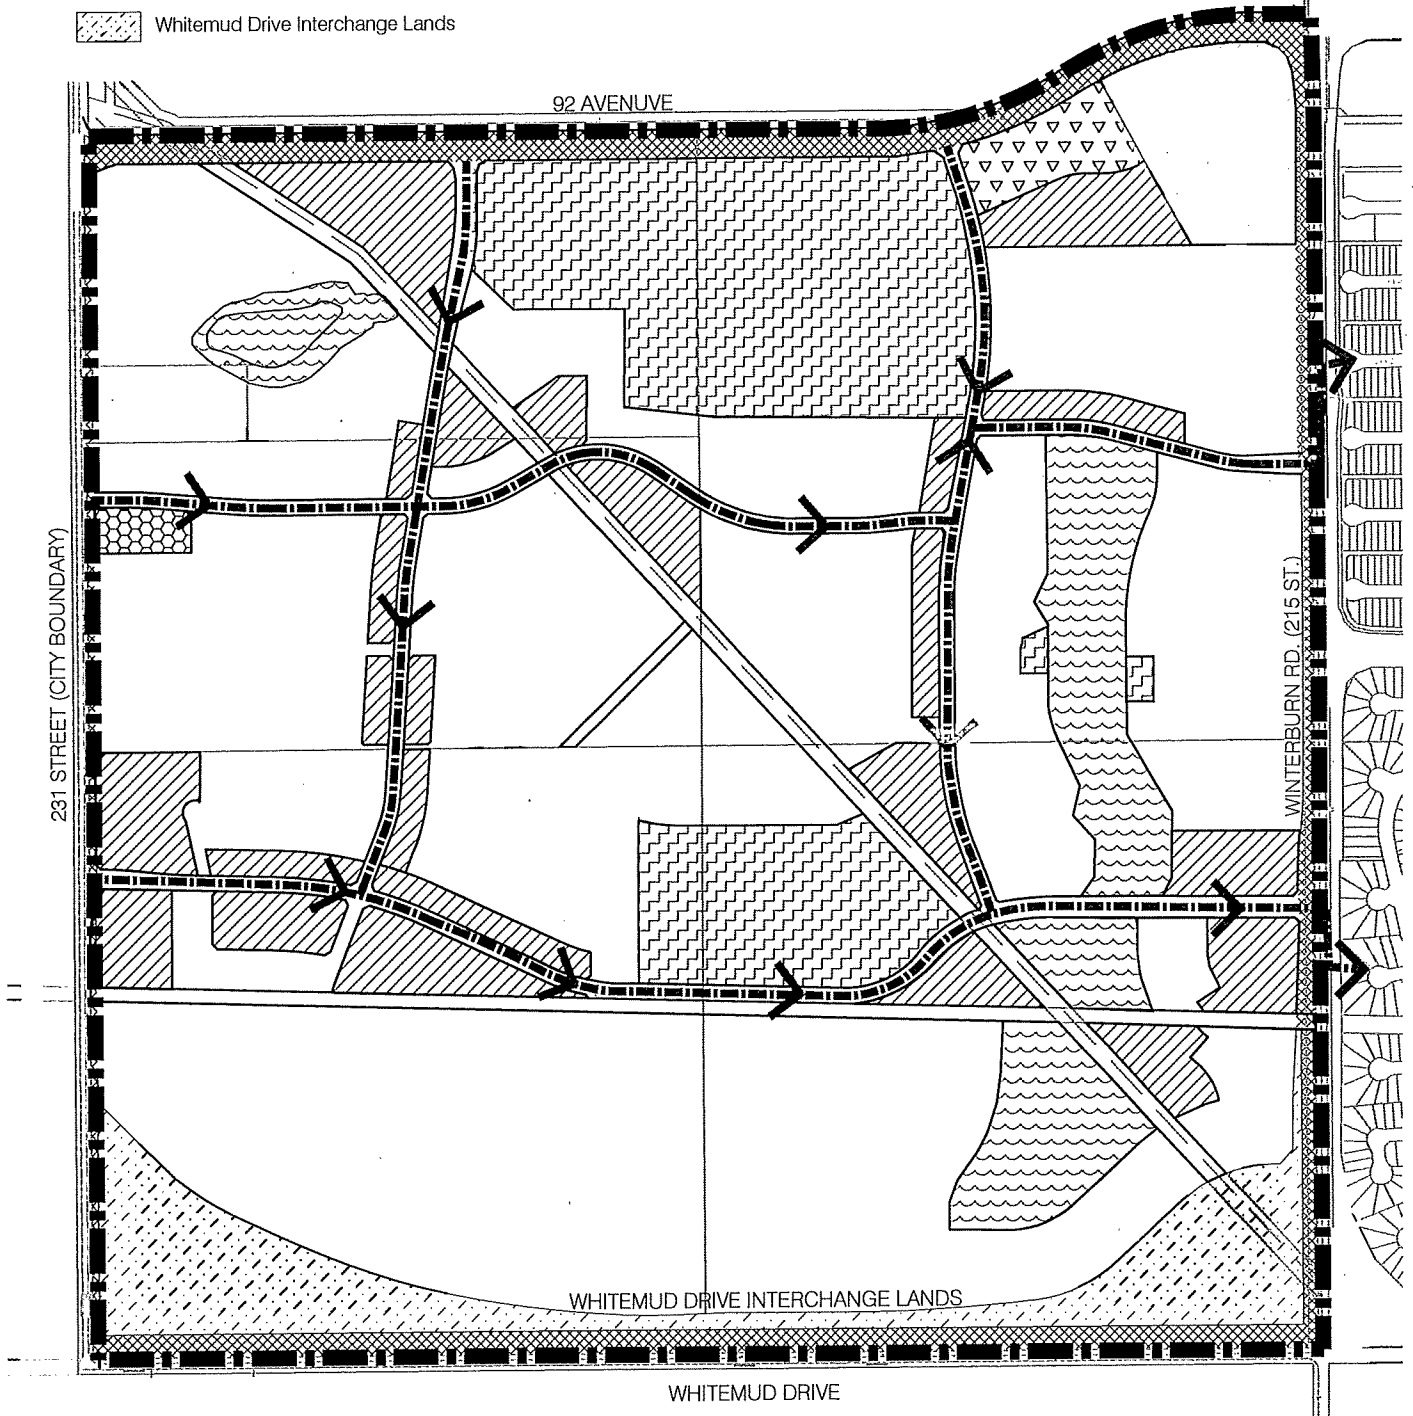 Whitemud Drive Interchange Lands
92 AVENUVE
231 STREET (CITY BOUNDARY)
WINTERBURN RD. (215 ST.)
WHITEMUD DRIVE INTERCHANGE LANDS
WHITEMUD DRIVE